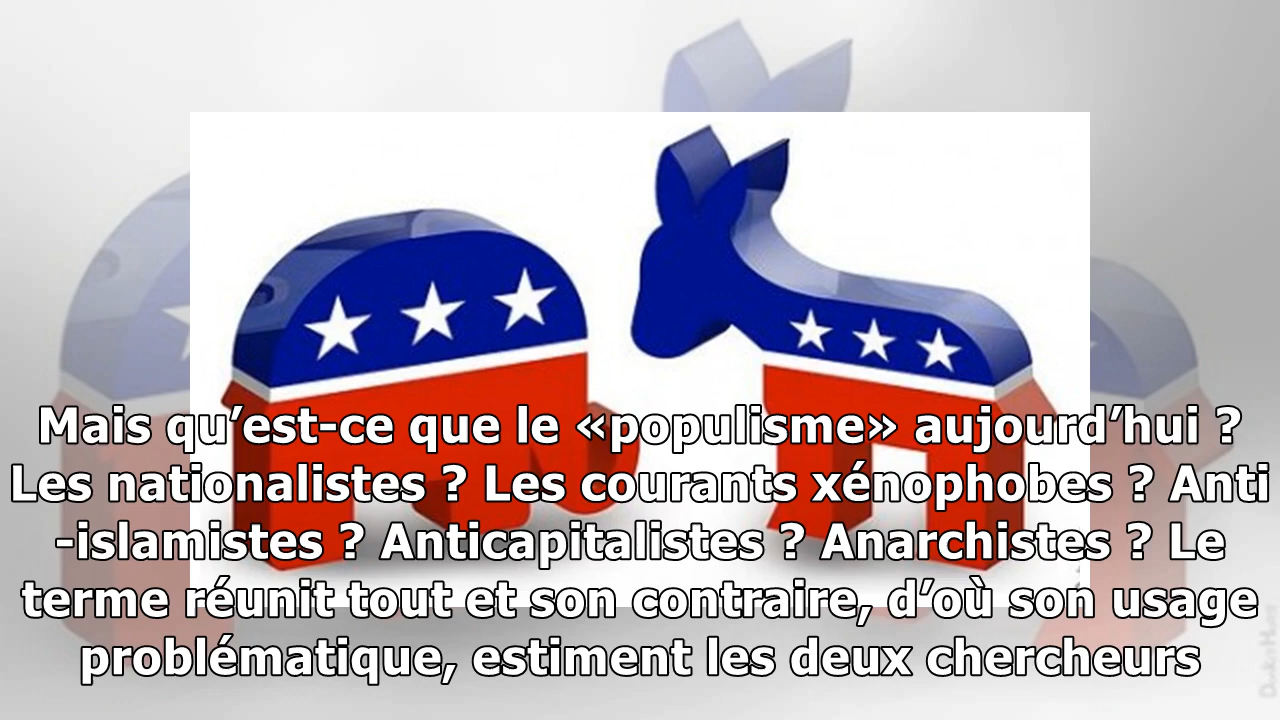 Mais qu’est-ce que le «populisme» aujourd’hui ?
Les nationalistes ? Les courants xénophobes ? Anti
-islamistes ? Anticapitalistes ? Anarchistes ? Le
terme réunit tout et son contraire, d’où son usage
problématique, estiment les deux chercheurs